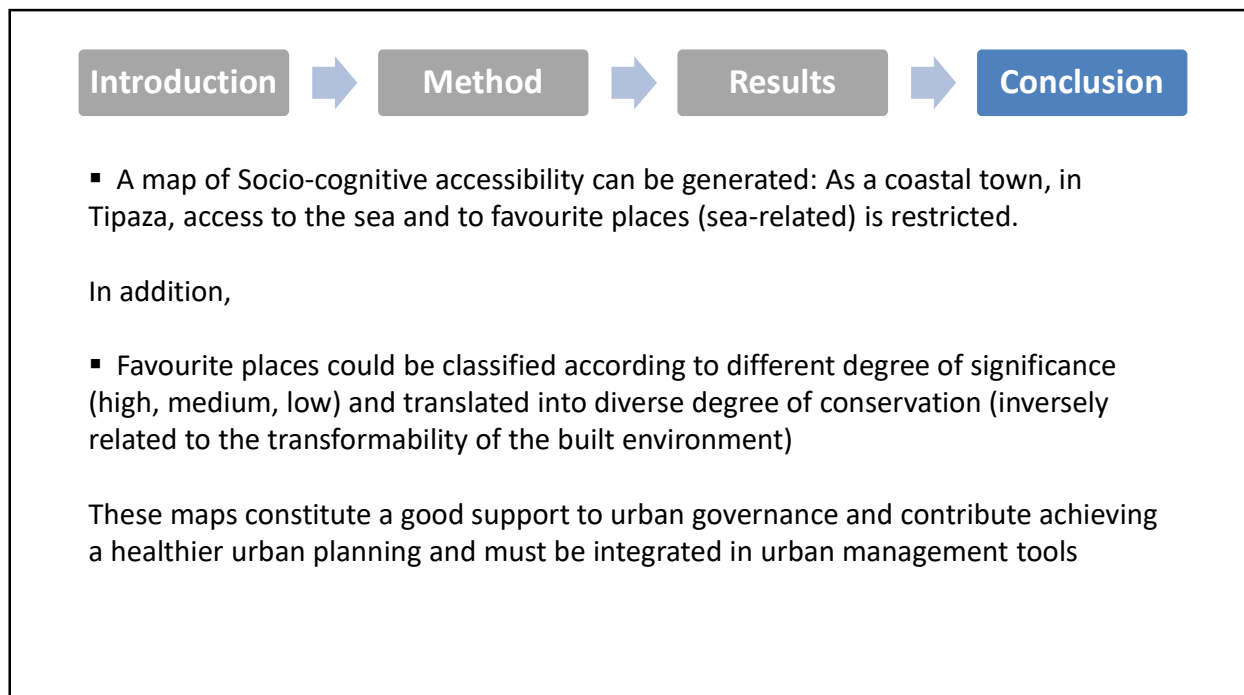 Introduction
Method
Results
Conclusion
▪ A map of Socio-cognitive accessibility can be generated: As a coastal town, in
Tipaza, access to the sea and to favourite places (sea-related) is restricted.
In addition,
▪ Favourite places could be classified according to different degree of significance
(high, medium, low) and translated into diverse degree of conservation (inversely
related to the transformability of the built environment)
These maps constitute a good support to urban governance and contribute achieving
a healthier urban planning and must be integrated in urban management tools